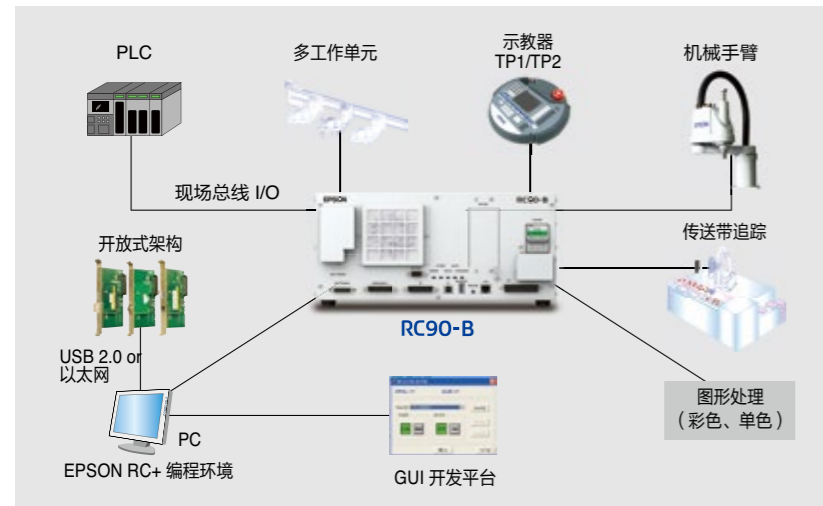 PLC
多工作单元
示教器
TP1/TP2
机械手臂
现场总线 I/O
EPSON
RC90-B
开放式架构
传送带追踪
RC90-B
USB 2.0 or
以太网
PC
EPSON RC+ 编程环境
GUI 开发平台
图形处理
（彩色、单色）